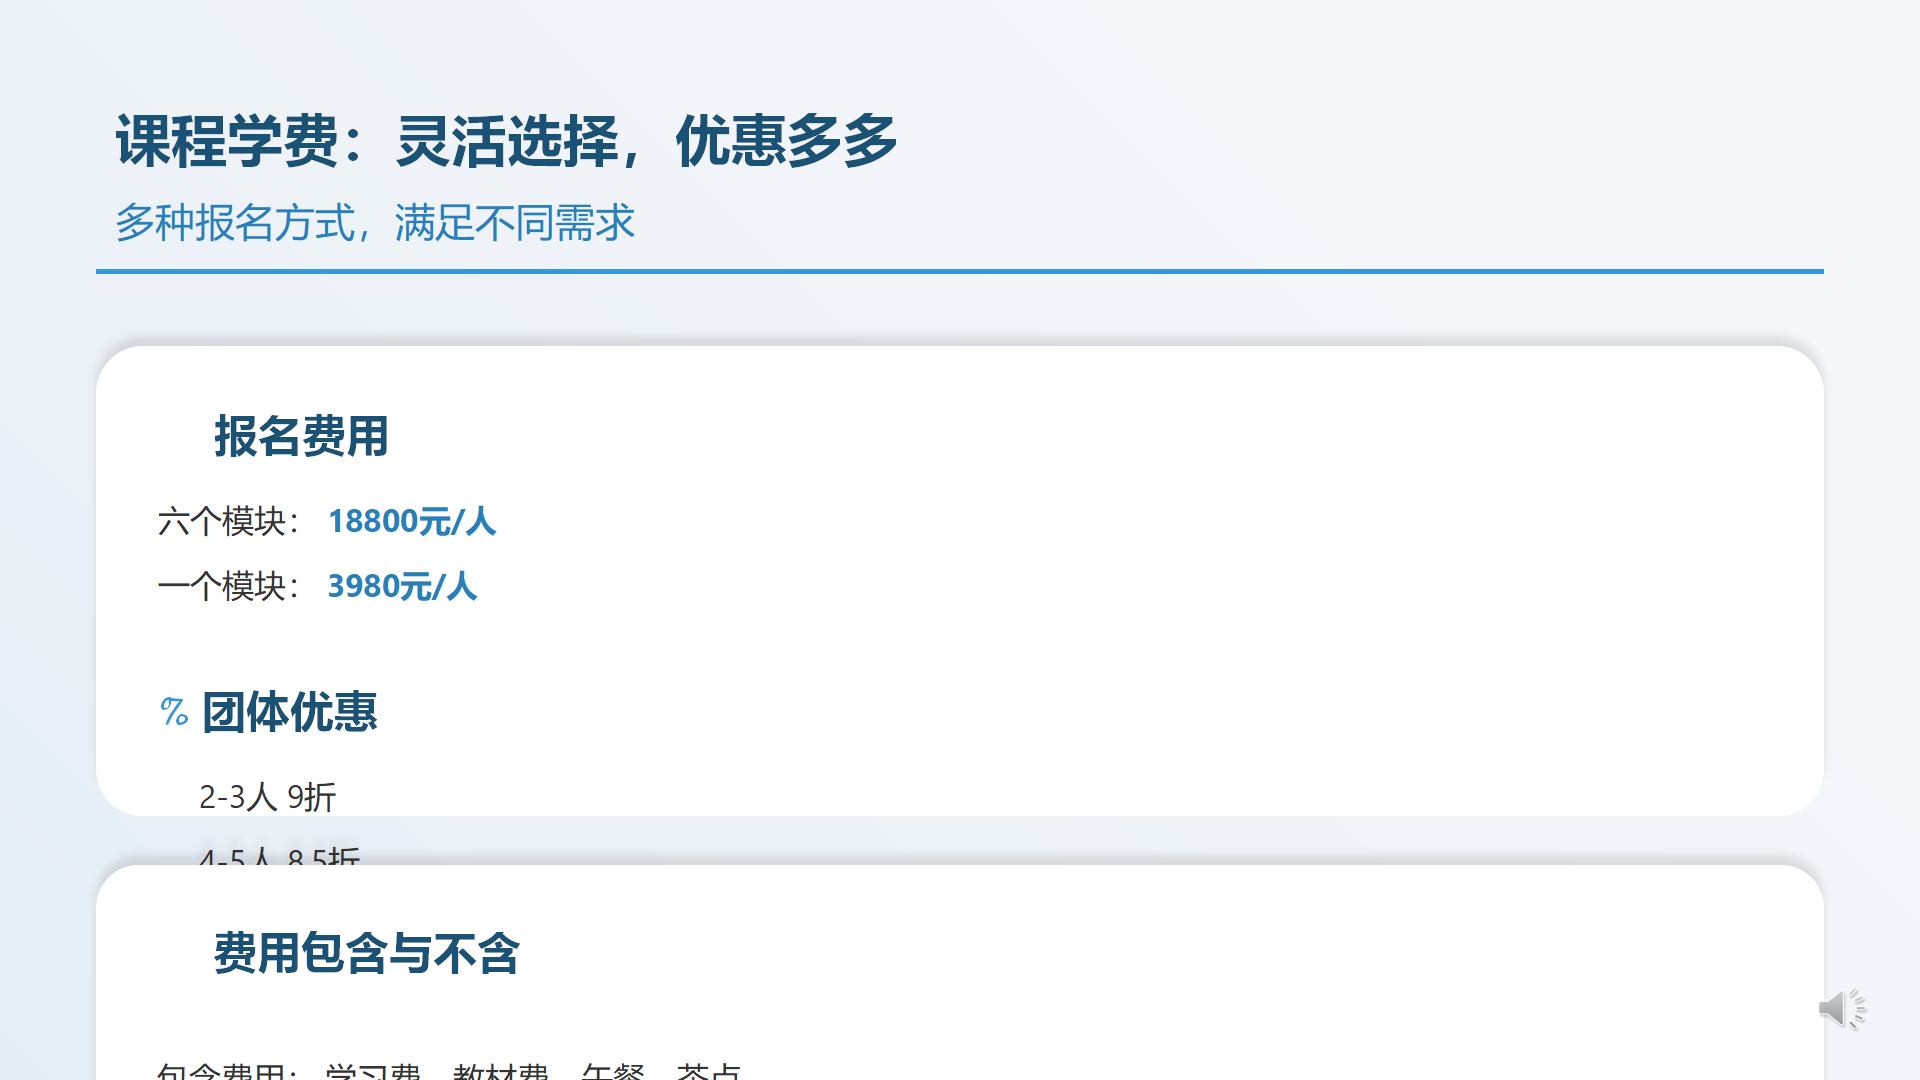 课程学费：灵活选择，优惠多多
多种报名方式，满足不同需求
报名费用
六个模块： 18800元/人
一个模块： 3980元/人
% 团体优惠
2-3人 9折
4-5人 8.5折
费用包含与不含
包含费用： 学习费、教材费、午餐、茶点